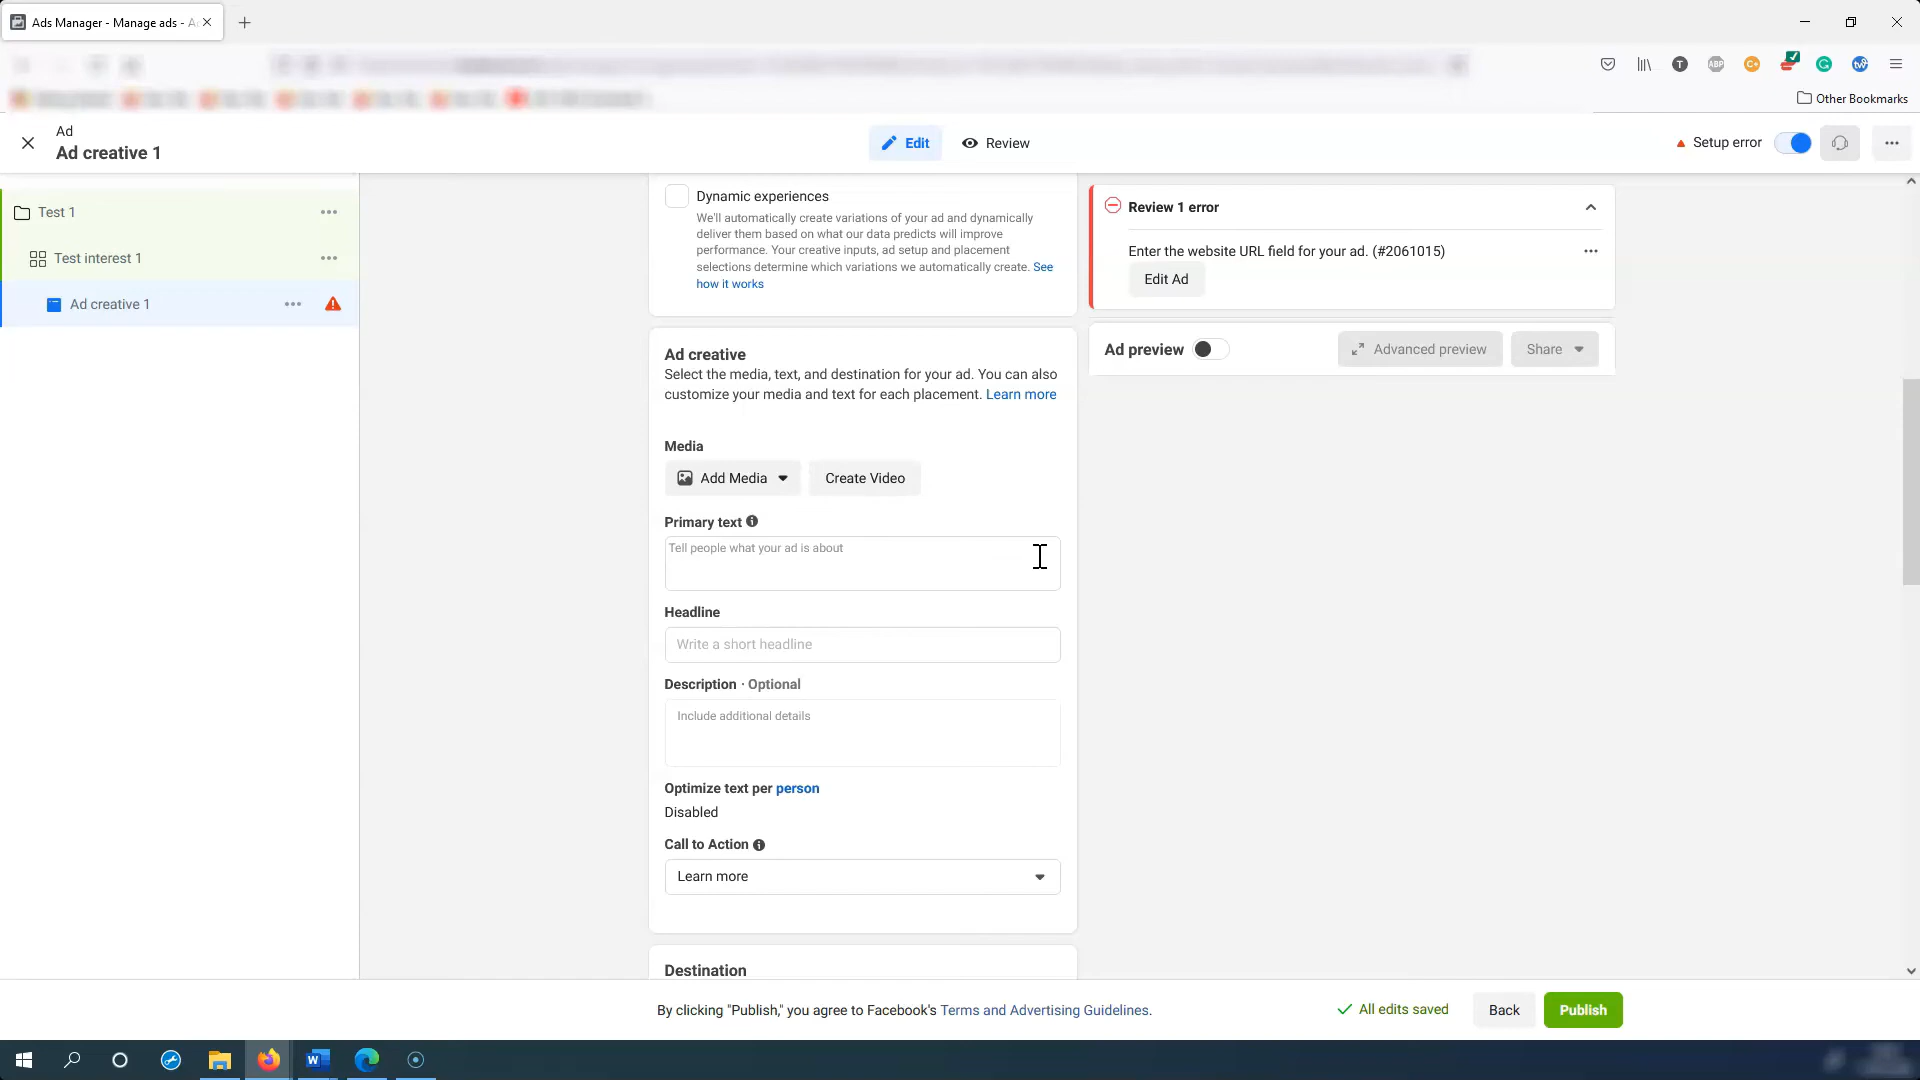 Ads Manager - Manage ads - A
Other Bookmarks
Ad
Ad creative 1
Edit
Review
Setup error
Test 1
Test interest 1
Ad creative 1
Dynamic experiences
We'll automatically create variations of your ad and dynamically
deliver them based on what our data predicts will improve
performance. Your creative inputs, ad setup and placement
selections determine which variations we automatically create. See
how it works
Review 1 error
Enter the website URL field for your ad. (#2061015)
Edit Ad
Ad preview
Advanced preview
Share
Ad creative
Select the media, text, and destination for your ad. You can also
customize your media and text for each placement. Learn more
Media
Add Media
Create Video
Primary text
Tell people what your ad is about
Headline
Write a short headline
Description · Optional
Include additional details
Optimize text per person
Disabled
Call to Action
Learn more
Destination
By clicking "Publish," you agree to Facebook's Terms and Advertising Guidelines.
All edits saved
Back
Publish